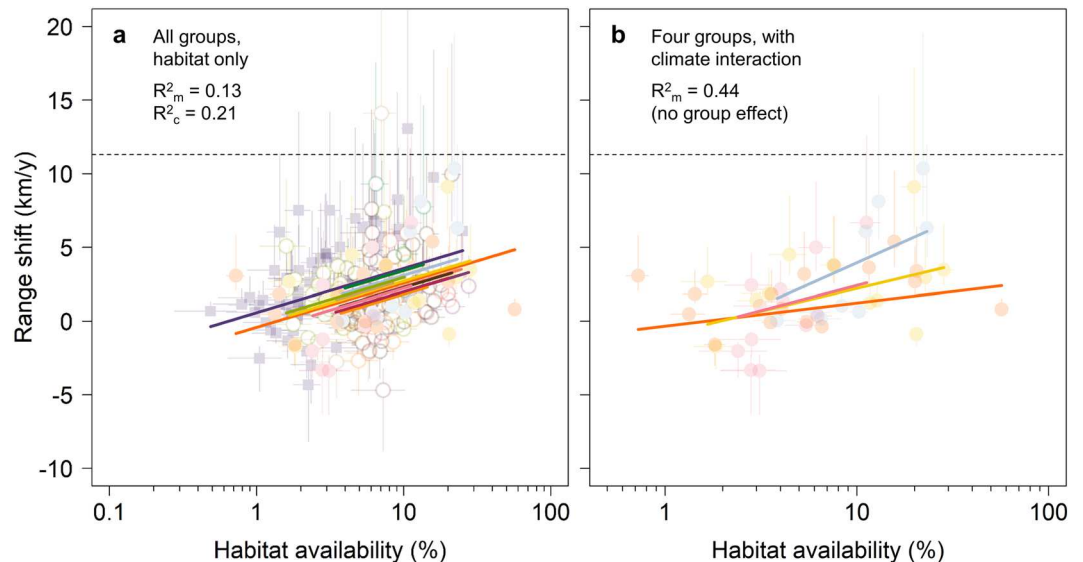 a All groups,
habitat only
R²m = 0.13
R²c = 0.21
b Four groups, with
climate interaction
R²m = 0.44
(no group effect)
Range shift (km/y)
20
15
10
5
0
-5
-10
0.1 1 10 100
1 10 100
Habitat availability (%)
Habitat availability (%)